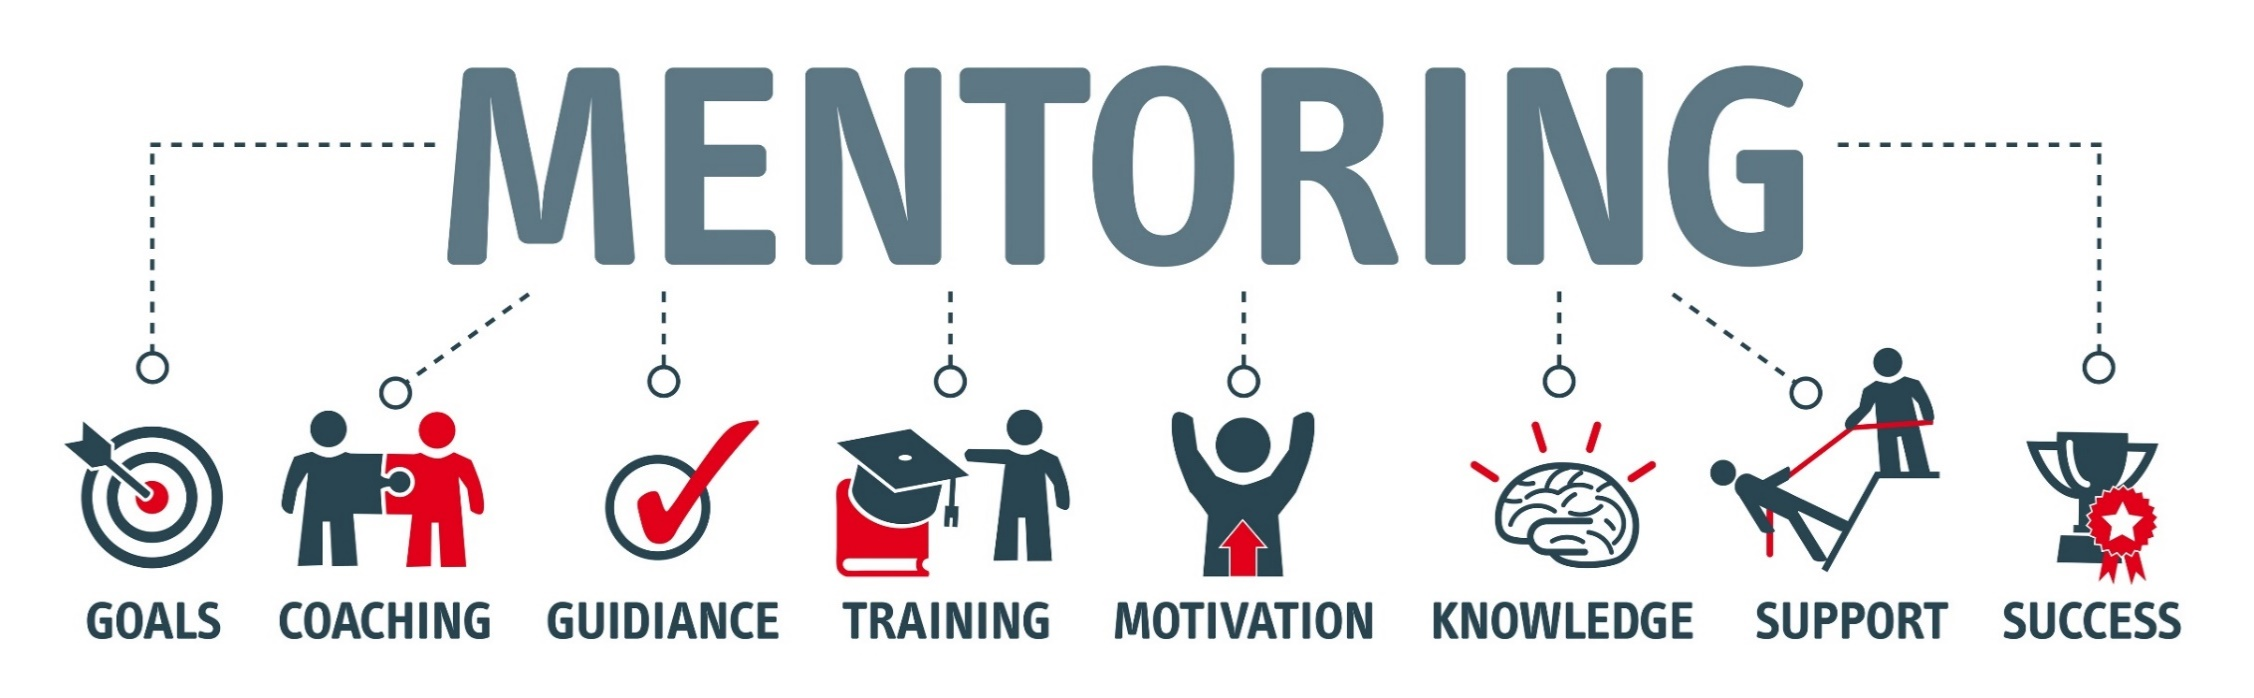 MENTORING
GOALS COACHING GUIDIANCE TRAINING MOTIVATION KNOWLEDGE SUPPORT SUCCESS